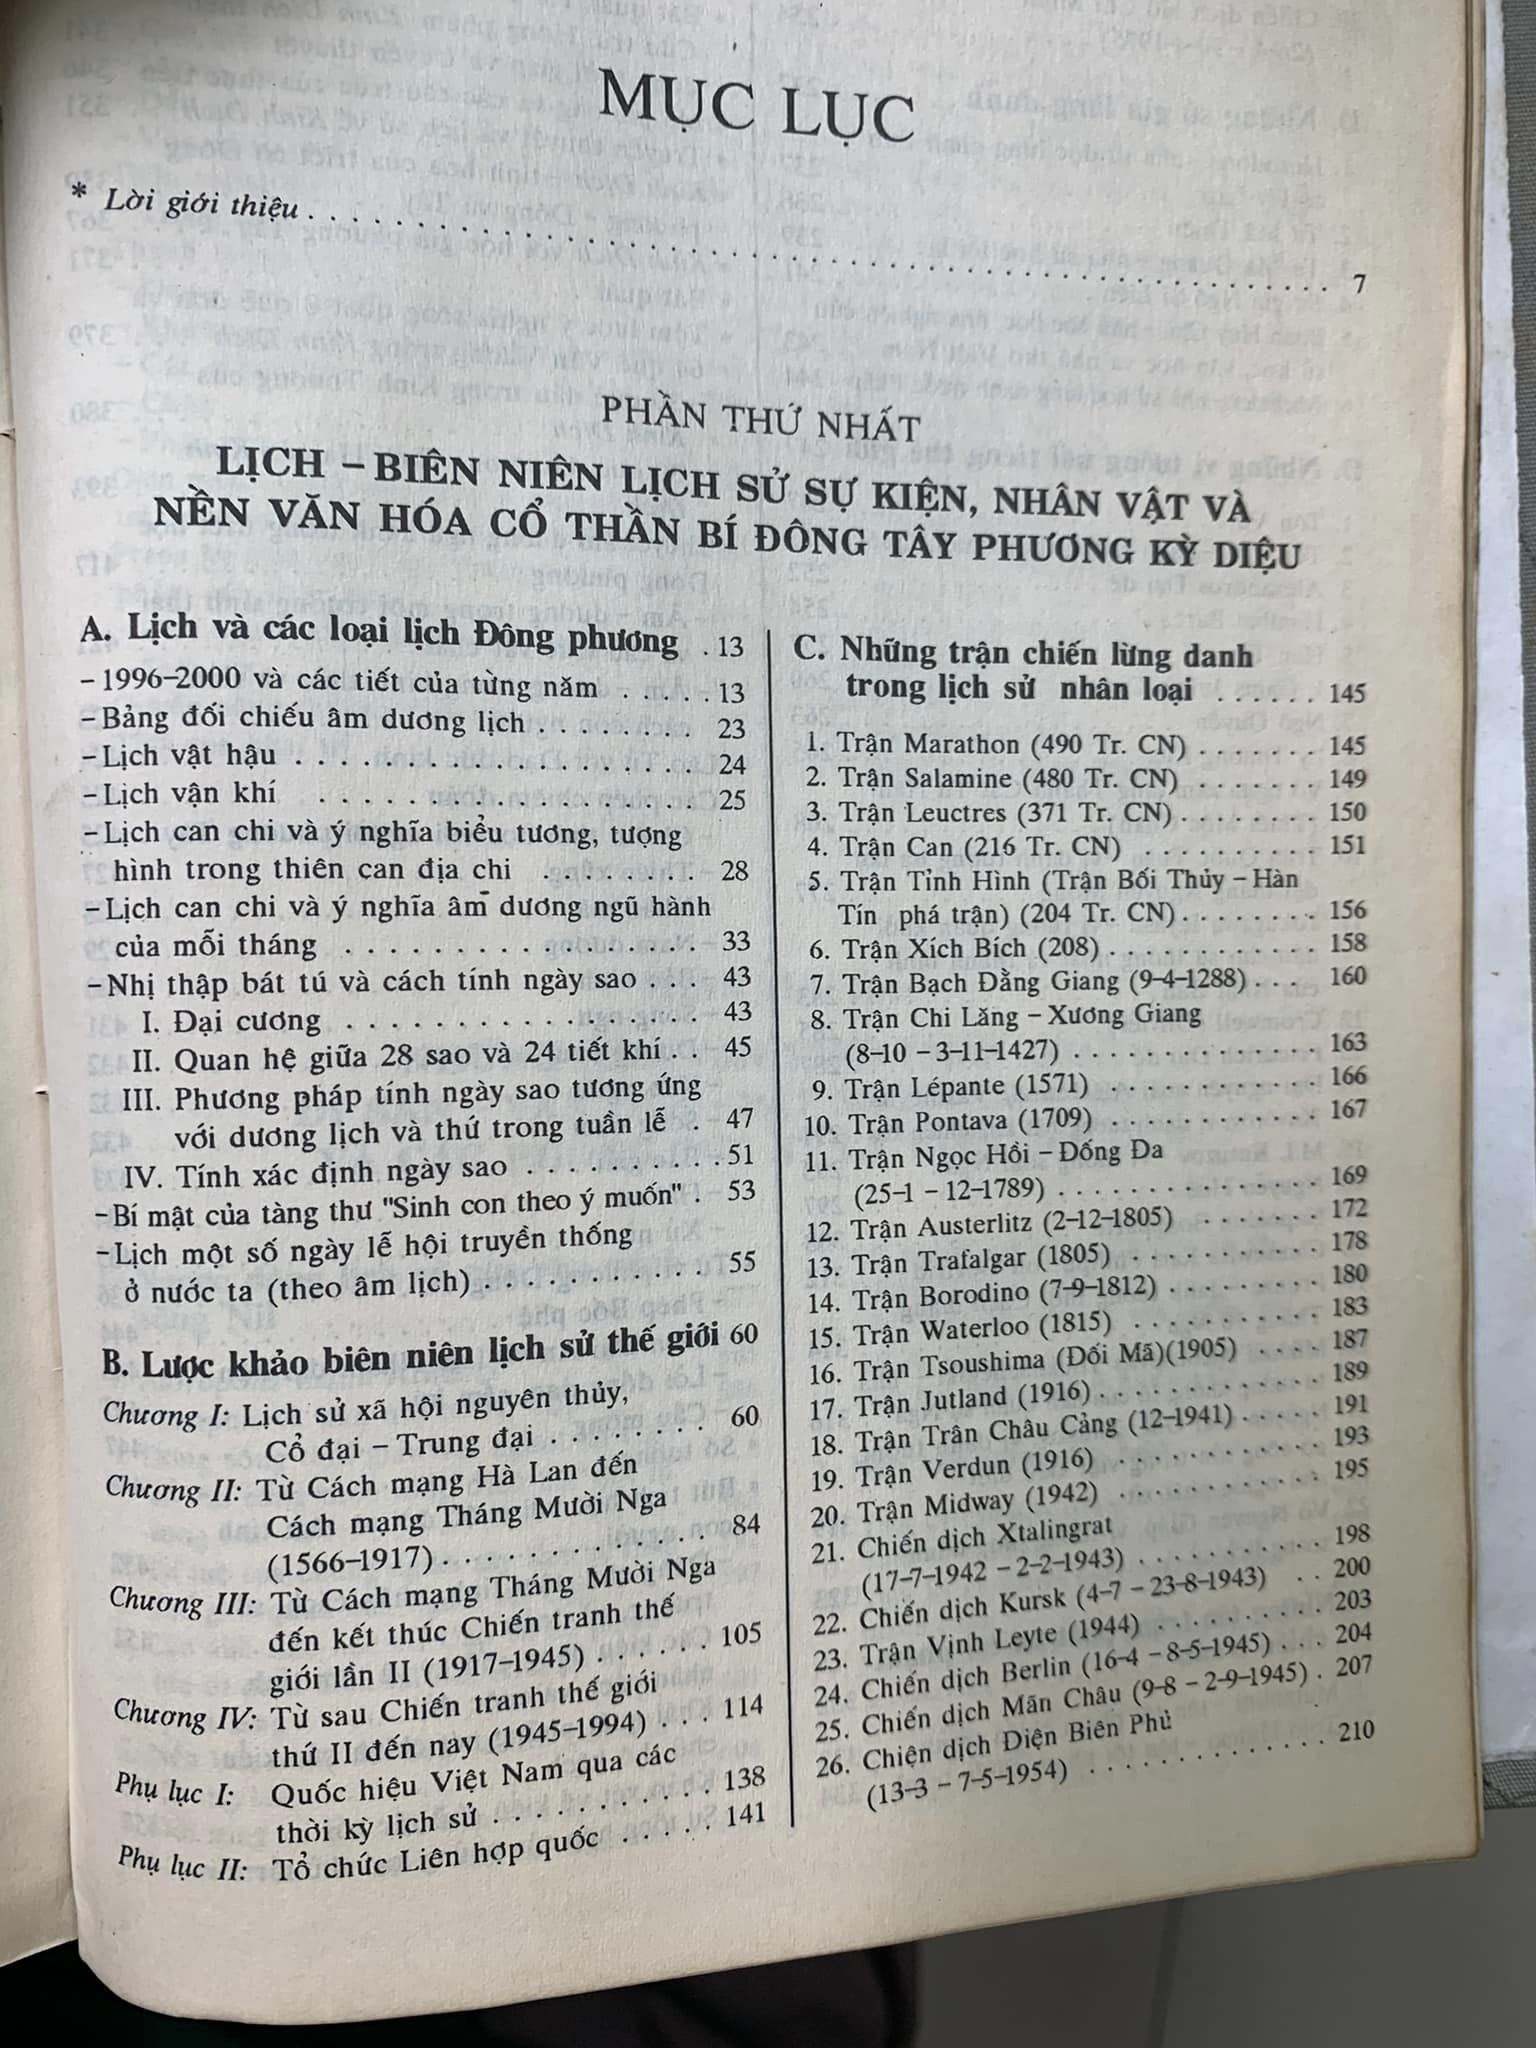 MỤC LỤC
* Lời giới thiệu . . . . . . . . . . 7
PHẦN THỨ NHẤT
LỊCH – BIÊN NIÊN LỊCH SỬ SỰ KIỆN, NHÂN VẬT VÀ
NỀN VĂN HÓA CỔ THẦN BÍ ĐÔNG TÂY PHƯƠNG KỲ DIỆU
A. Lịch và các loại lịch Đông phương . 13
– 1996–2000 và các tiết của từng năm . . . . . 13
– Bảng đối chiếu âm dương lịch . . . . . . . . 23
– Lịch vật hậu . . . . . . . . . . 24
– Lịch vận khí . . . . . . . . . . 25
– Lịch can chi và ý nghĩa biểu tương, tượng
hình trong thiên can địa chi . . . . . . . . 28
– Lịch can chi và ý nghĩa âm dương ngũ hành
của mỗi tháng . . . . . . . . . . 33
– Nhị thập bát tú và cách tính ngày sao . . . 43
I. Đại cương . . . . . . . . . . 43
II. Quan hệ giữa 28 sao và 24 tiết khí . . 45
III. Phương pháp tính ngày sao tương ứng
với dương lịch và thứ trong tuần lễ . 47
IV. Tính xác định ngày sao . . . . . . . . . . 51
– Bí mật của tàng thư "Sinh con theo ý muốn" . 53
– Lịch một số ngày lễ hội truyền thống
ở nước ta (theo âm lịch) . . . . . . . . . . 55
B. Lược khảo biên niên lịch sử thế giới 60
Chương I: Lịch sử xã hội nguyên thủy,
Cổ đại – Trung đại . . . . . . . . 60
Chương II: Từ Cách mạng Hà Lan đến
Cách mạng Tháng Mười Nga
(1566–1917) . . . . . . . . . . 84
Chương III: Từ Cách mạng Tháng Mười Nga
đến kết thúc Chiến tranh thế
giới lần II (1917–1945) . . . . . . 105
Chương IV: Từ sau Chiến tranh thế giới
thứ II đến nay (1945–1994) . . . 114
Phụ lục I: Quốc hiệu Việt Nam qua các
thời kỳ lịch sử . . . . . . . . . . 138
Phụ lục II: Tổ chức Liên hợp quốc . . . . . 141
C. Những trận chiến lừng danh
trong lịch sử nhân loại . . . . . . 145
1. Trận Marathon (490 Tr. CN) . . . . . . . 145
2. Trận Salamine (480 Tr. CN) . . . . . . . 149
3. Trận Leuctres (371 Tr. CN) . . . . . . . . 150
4. Trận Can (216 Tr. CN) . . . . . . . . . . 151
5. Trận Tỉnh Hình (Trận Bối Thủy – Hàn
Tín phá trận) (204 Tr. CN) . . . . . . . . 156
6. Trận Xích Bích (208) . . . . . . . . . . 158
7. Trận Bạch Đằng Giang (9-4-1288) . . . 160
8. Trận Chi Lăng – Xương Giang
(8-10 – 3-11-1427) . . . . . . . . . . 163
9. Trận Lépante (1571) . . . . . . . . . . 166
10. Trận Pontava (1709) . . . . . . . . . . 167
11. Trận Ngọc Hồi – Đống Đa
(25-1 – 12-1789) . . . . . . . . . . 169
12. Trận Austerlitz (2-12-1805) . . . . . . . 172
13. Trận Trafalgar (1805) . . . . . . . . . . 178
14. Trận Borodino (7-9-1812) . . . . . . . . . 180
15. Trận Waterloo (1815) . . . . . . . . . . 183
16. Trận Tsoushima (Đối Mã)(1905) . . . . 187
17. Trận Jutland (1916) . . . . . . . . . . 189
18. Trận Trân Châu Cảng (12-1941) . . . . . 191
19. Trận Verdun (1916) . . . . . . . . . . 193
20. Trận Midway (1942) . . . . . . . . . . 195
21. Chiến dịch Xtalingrat
(17-7-1942 – 2-2-1943) . . . . . . . . . . 198
22. Chiến dịch Kursk (4-7 – 23-8-1943) . . 200
23. Trận Vịnh Leyte (1944) . . . . . . . . . 203
24. Chiến dịch Berlin (16-4 – 8-5-1945) . . . 204
25. Chiến dịch Mãn Châu (9-8 – 2-9-1945) . 207
26. Chiện dịch Điện Biên Phủ
(13-3 – 7-5-1954) . . . . . . . . . . 210